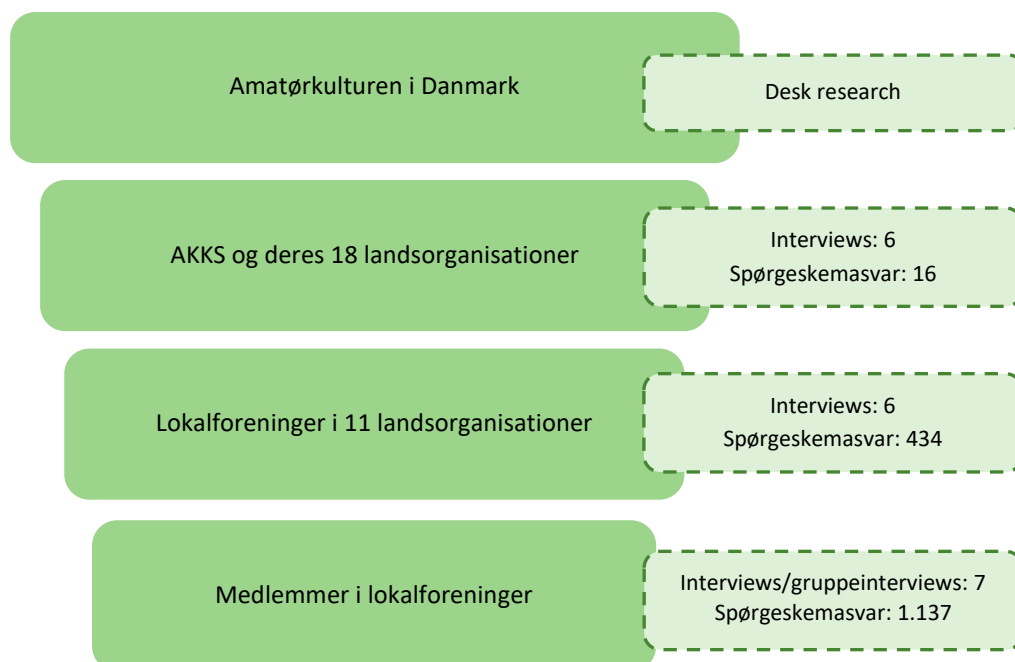 Amatørkulturen i Danmark
Desk research
AKKS og deres 18 landsorganisationer
Interviews: 6
Spørgeskemasvar: 16
Lokalforeninger i 11 landsorganisationer
Interviews: 6
Spørgeskemasvar: 434
Medlemmer i lokalforeninger
Interviews/gruppeinterviews: 7
Spørgeskemasvar: 1.137